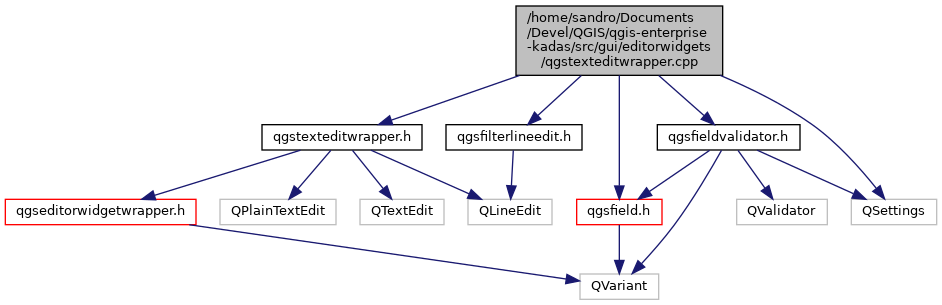 /home/sandro/Documents
/Devel/QGIS/qgis-enterprise
-kadas/src/gui/editorwidgets
/qgstexteditwrapper.cpp
qgstexteditwrapper.h
qgsfilterlineedit.h
qgsfieldvalidator.h
qgseditorwidgetwrapper.h
QPlainTextEdit
QTextEdit
QLineEdit
qgsfield.h
QValidator
QSettings
QVariant